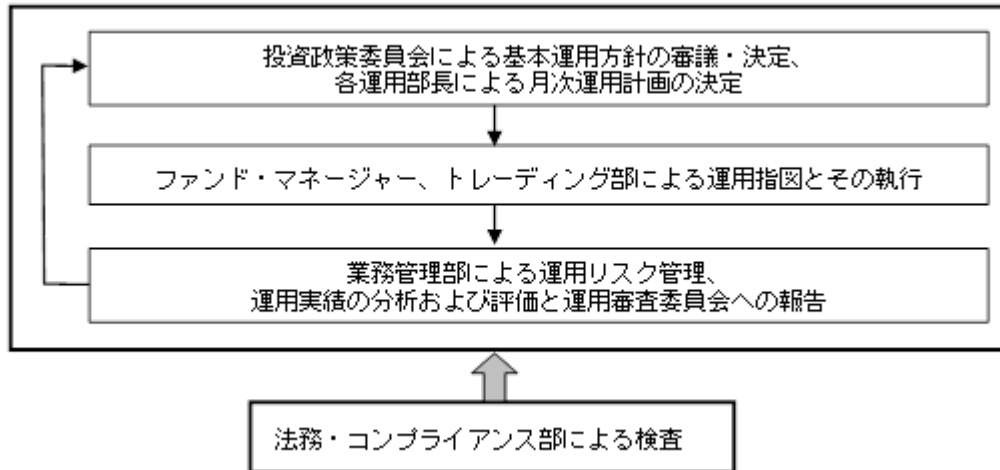 投資政策委員会による基本運用方針の審議・決定、
各運用部長による月次運用計画の決定
ファンド・マネージャー、トレーディング部による運用指図とその執行
業務管理部による運用リスク管理、
運用実績の分析および評価と運用審査委員会への報告
法務・コンプライアンス部による検査